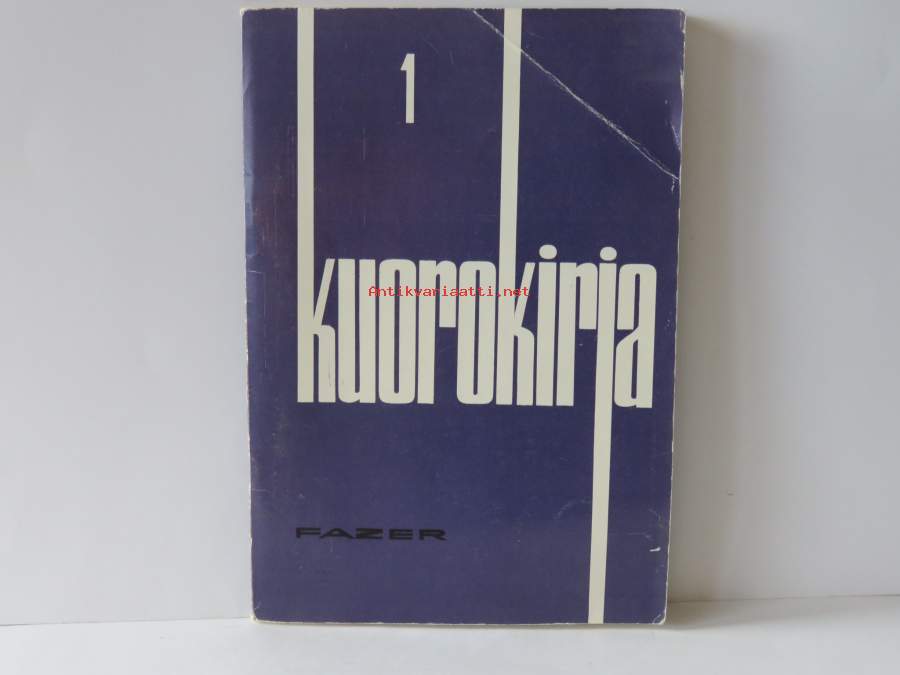 1
kuorokirja
Antikvariaatti.net
FAZER